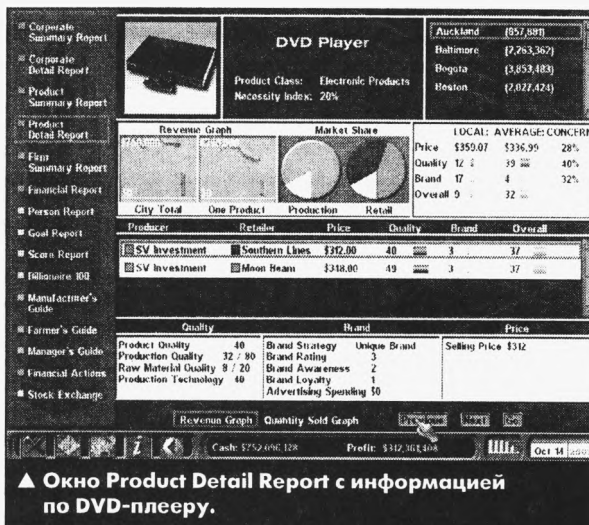 Corporate
Summary Report
Corporate
Detail Report
Product
Summary Report
Product
Detail Report
Firm
Summary Report
Financial Report
Person Report
Goal Report
Score Report
Billionaire 100
Manufacturer's
Guide
Farmer's Guide
Manager's Guide
Financial Actions
Stock Exchange
DVD Player
Product Class: Electronic Products
Necessity Index: 20%
Auckland (657,881)
Baltimore (2,263,362)
Bogota (3,853,483)
Boston (2,027,424)
Revenue Graph Market Share
City Total One Product Production Retail
LOCAL: AVERAGE: CONCERN
Price $359.07 $336.99 28%
Quality 12 39 40%
Brand 17 4 32%
Overall 9 32
Producer Retailer Price Quality Brand Overall
SV Investment Southern Lines $312.00 40 3 37
SV Investment Moon Beam $348.00 49 3 37
Quality Brand Price
Product Quality 40
Production Quality 32 / 80
Raw Material Quality 8 / 20
Production Technology 40
Brand Strategy Unique Brand
Brand Rating 3
Brand Awareness 2
Brand Loyalty 1
Advertising Spending $0
Selling Price $312
Revenue Graph Quantity Sold Graph Next
Cash: $752,696,128 Profit: $312,361,408 Oct 14
▲ Окно Product Detail Report с информацией
по DVD-плееру.